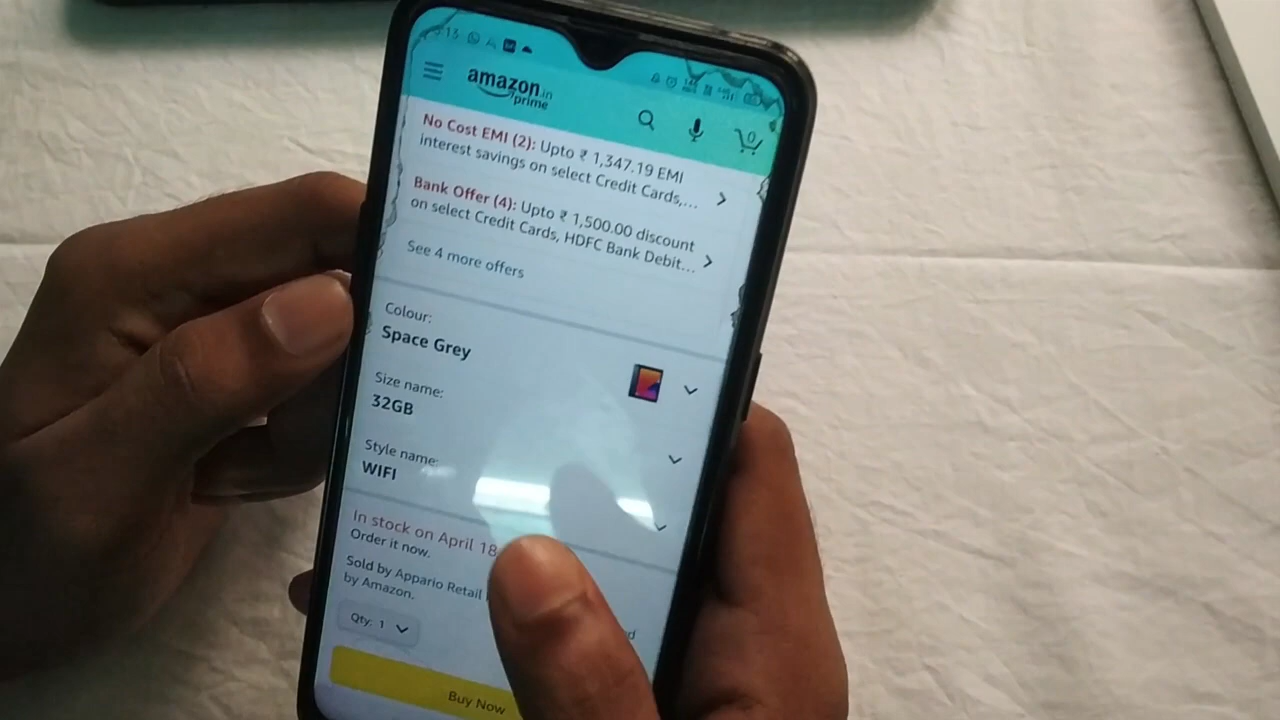 amazon.in
prime
0
No Cost EMI (2): Upto ₹ 1,347.19 EMI
interest savings on select Credit Cards,...
Bank Offer (4): Upto ₹ 1,500.00 discount
on select Credit Cards, HDFC Bank Debit...
See 4 more offers
Colour:
Space Grey
Size name:
32GB
Style name:
WIFI
In stock on April 18
Order it now.
Sold by Appario Retail
by Amazon.
Qty: 1
Buy Now